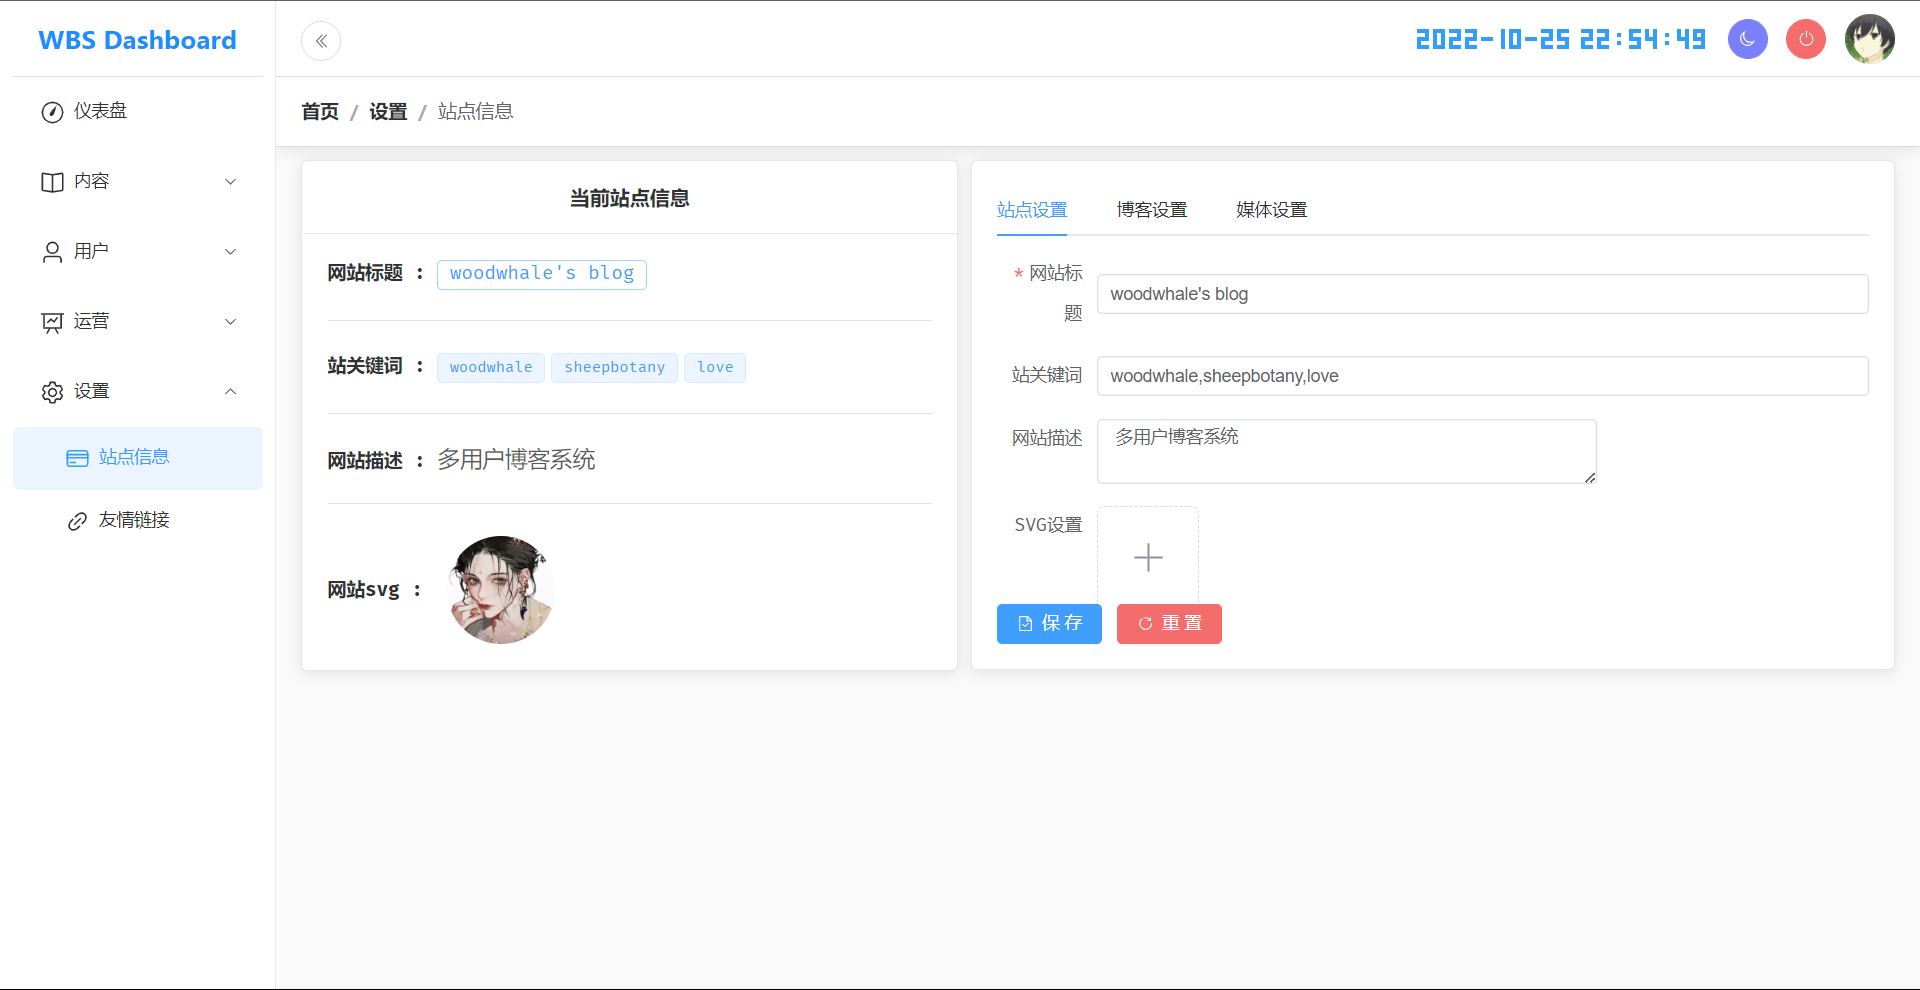 WBS Dashboard
2022-10-25 22:54:49
仪表盘
内容
用户
运营
设置
站点信息
友情链接
首页 / 设置 / 站点信息
当前站点信息
网站标题 : woodwhale's blog
站关键词 : woodwhale sheepbotany love
网站描述 : 多用户博客系统
网站svg :
站点设置 博客设置 媒体设置
* 网站标
题
woodwhale's blog
站关键词 woodwhale,sheepbotany,love
网站描述 多用户博客系统
SVG设置
保存 重置